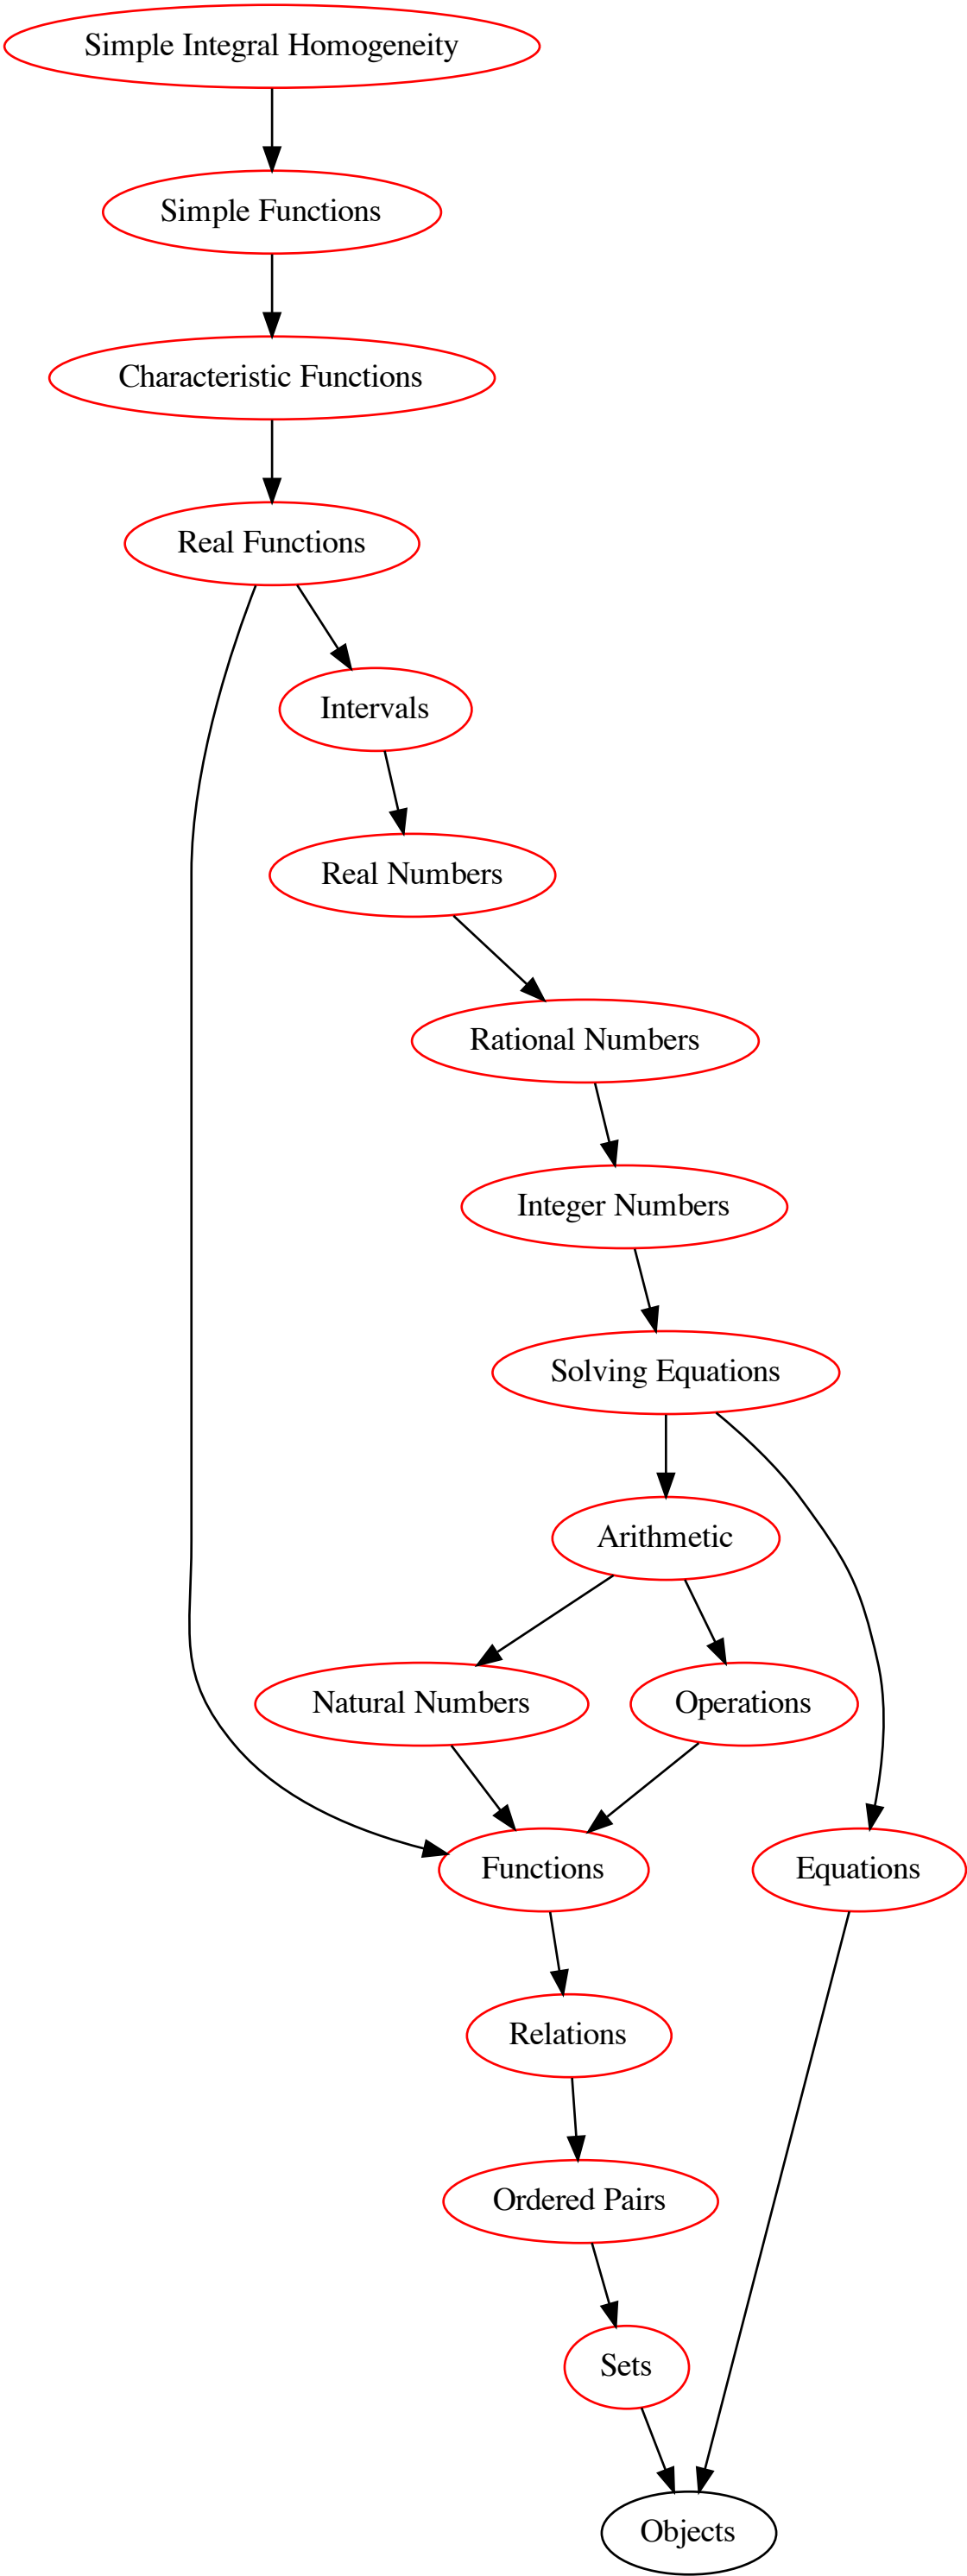 Simple Integral Homogeneity
Simple Functions
Characteristic Functions
Real Functions
Intervals
Real Numbers
Rational Numbers
Integer Numbers
Solving Equations
Arithmetic
Natural Numbers
Operations
Functions
Equations
Relations
Ordered Pairs
Sets
Objects